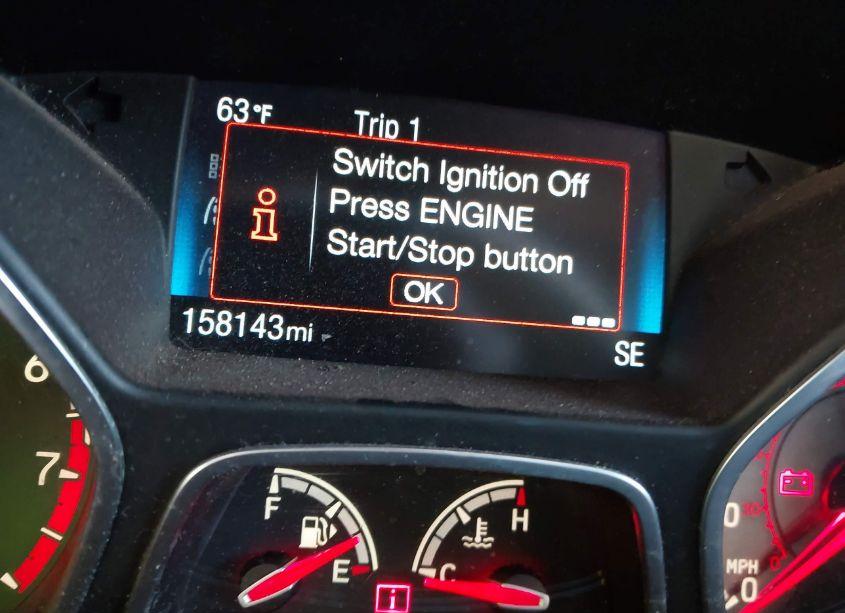 63°F
Trip 1
Switch Ignition Off
Press ENGINE
Start/Stop button
OK
158143mi
SE
6
7
F
E
H
C
i
0
MPH
0